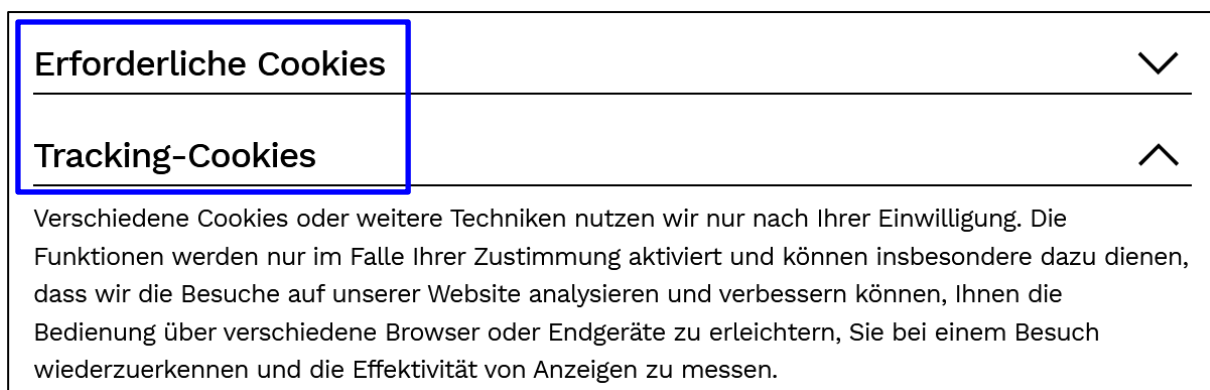 Erforderliche Cookies
Tracking-Cookies
Verschiedene Cookies oder weitere Techniken nutzen wir nur nach Ihrer Einwilligung. Die
Funktionen werden nur im Falle Ihrer Zustimmung aktiviert und können insbesondere dazu dienen,
dass wir die Besuche auf unserer Website analysieren und verbessern können, Ihnen die
Bedienung über verschiedene Browser oder Endgeräte zu erleichtern, Sie bei einem Besuch
wiederzuerkennen und die Effektivität von Anzeigen zu messen.